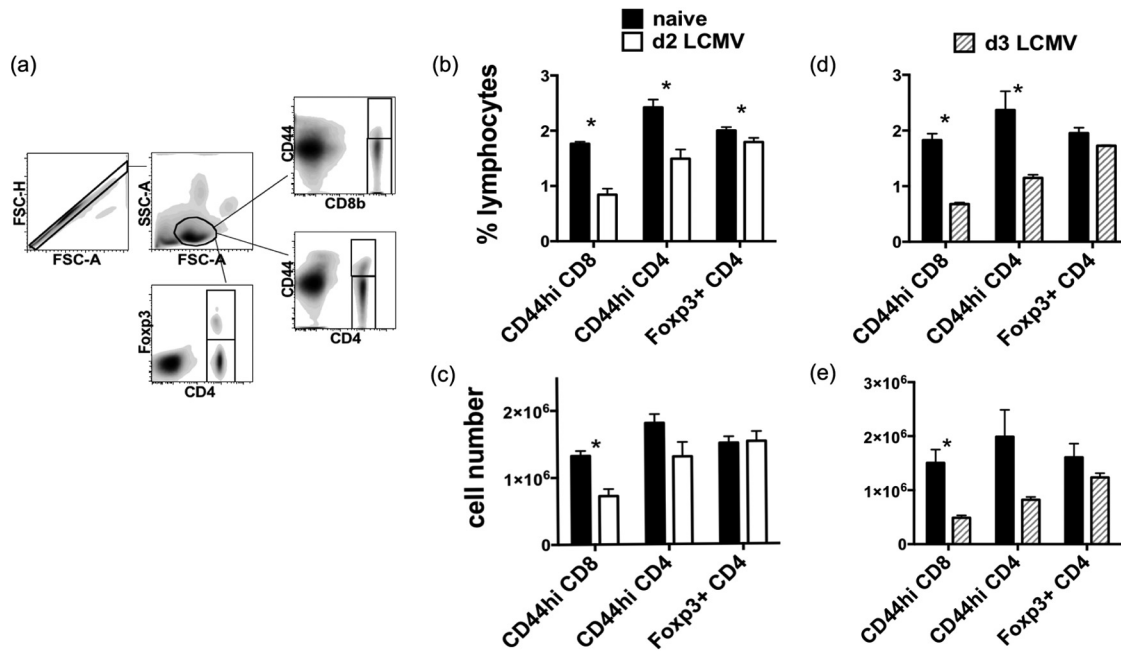 (a)
FSC-H
FSC-A
SSC-A
FSC-A
CD44
CD8b
CD44
CD4
Foxp3
CD4
naive
d2 LCMV
d3 LCMV
(b)
% lymphocytes
3
2
1
0
*
*
*
CD44hi CD8
CD44hi CD4
Foxp3+ CD4
(d)
3
2
1
0
*
*
CD44hi CD8
CD44hi CD4
Foxp3+ CD4
(c)
cell number
2×10⁶
1×10⁶
0
*
CD44hi CD8
CD44hi CD4
Foxp3+ CD4
(e)
3×10⁶
2×10⁶
1×10⁶
0
*
CD44hi CD8
CD44hi CD4
Foxp3+ CD4